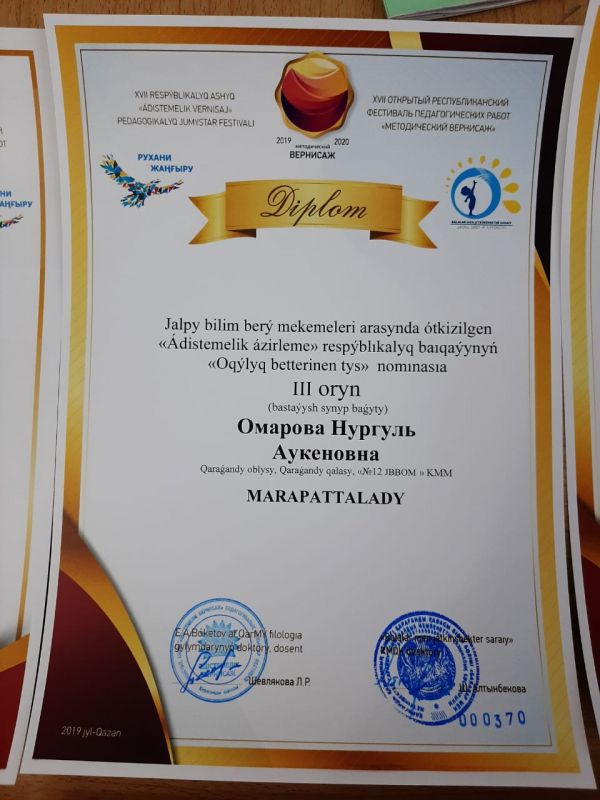 XVII RESPÝBLIKALYQ ASHYQ
«ÁDISTEMELIK VERNISAJ»
PEDAGOGIKALYQ JUMYSTAR FESTIVALI
XVII ОТКРЫТЫЙ РЕСПУБЛИКАНСКИЙ
ФЕСТИВАЛЬ ПЕДАГОГИЧЕСКИХ РАБОТ
«МЕТОДИЧЕСКИЙ ВЕРНИСАЖ»
2019 2020
МЕТОДИЧЕСКИЙ
ВЕРНИСАЖ
РУХАНИ
ЖАҢҒЫРУ
Diplom
Jalpy bilim berý mekemeleri arasynda ótkizilgen
«Ádistemelik ázirleme» respýblıkalyq baıqaýynyń
«Oqýlyq betterinen tys» nomınasıa
III oryn
(bastaýysh synyp baǵyty)
Омарова Нургуль
Аукеновна
Qaraǵandy oblysy, Qaraǵandy qalasy, «№12 JBBOM » KMM
MARAPATTALADY
E.A.Bóketov at.QarMÝ filologia
ǵylymdarynyń doktory, dosent
Шевлякова Л.Р.
saraıy»
Алтынбекова
000370
2019 jyl-Qazan